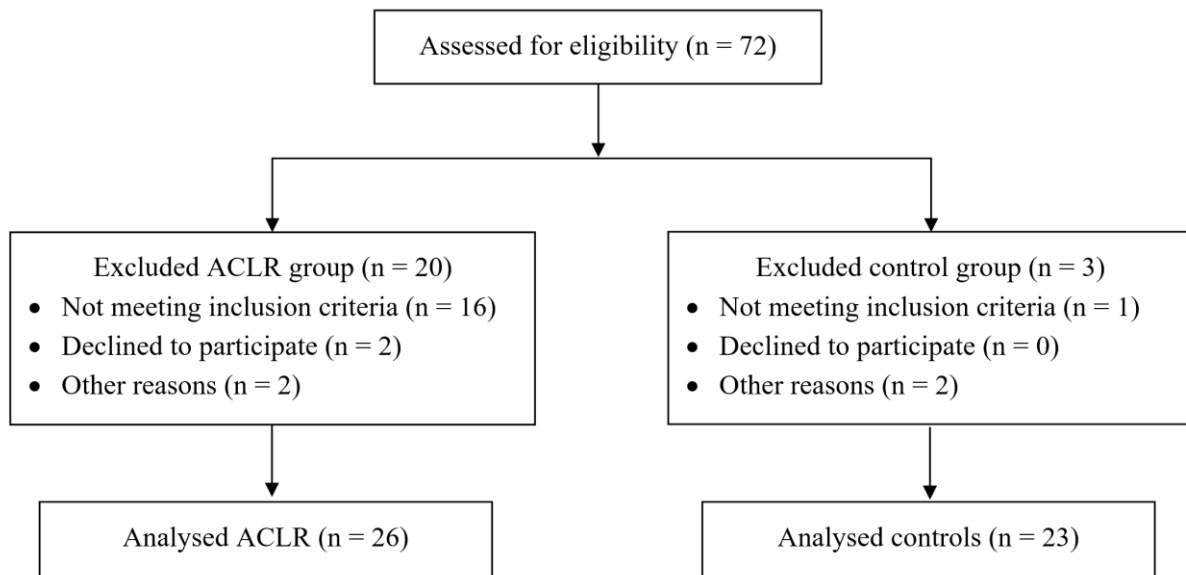 Assessed for eligibility (n = 72)
Excluded ACLR group (n = 20)
• Not meeting inclusion criteria (n = 16)
• Declined to participate (n = 2)
• Other reasons (n = 2)
Excluded control group (n = 3)
• Not meeting inclusion criteria (n = 1)
• Declined to participate (n = 0)
• Other reasons (n = 2)
Analysed ACLR (n = 26)
Analysed controls (n = 23)